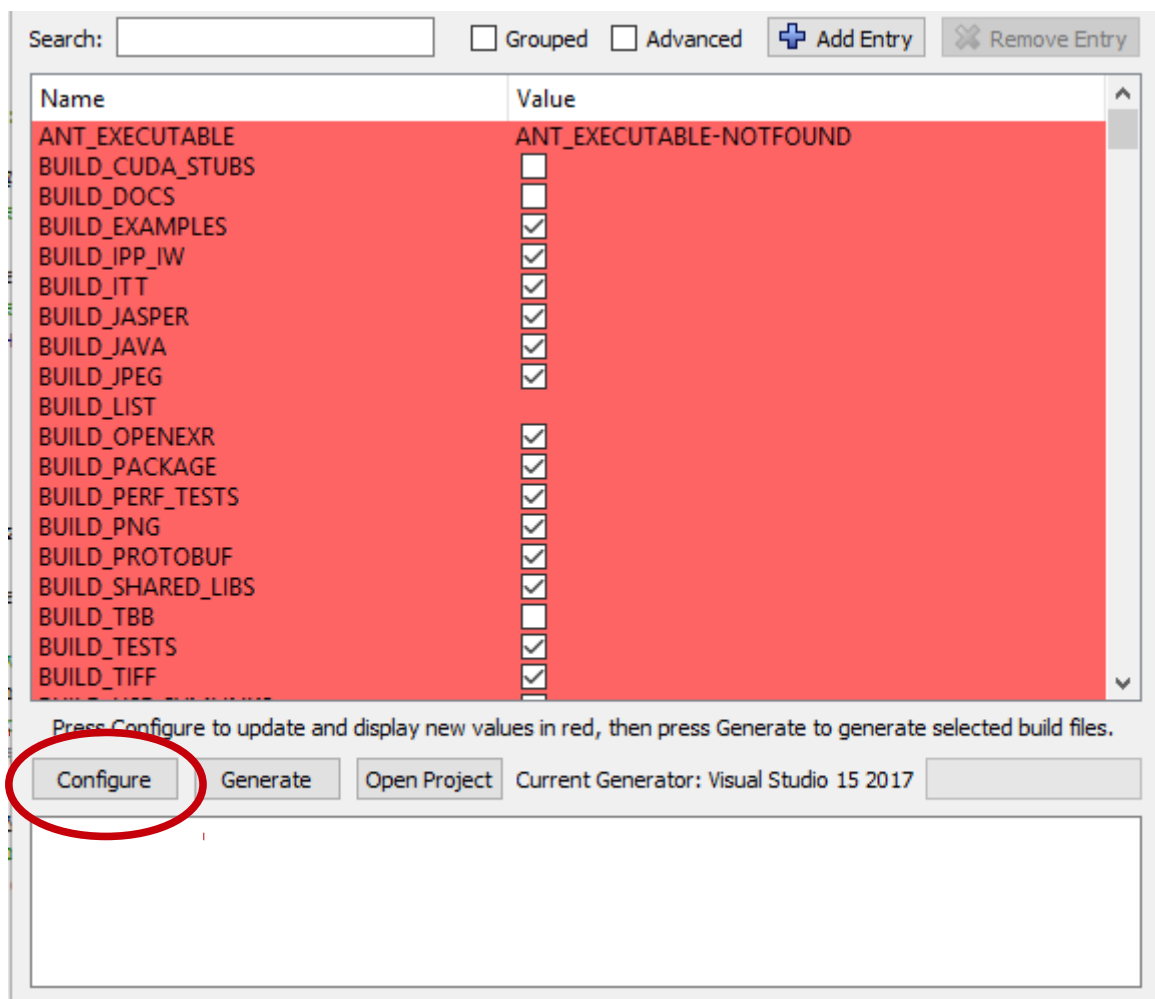 Search: Grouped Advanced Add Entry Remove Entry
Name Value
ANT_EXECUTABLE ANT_EXECUTABLE-NOTFOUND
BUILD_CUDA_STUBS
BUILD_DOCS
BUILD_EXAMPLES
BUILD_IPP_IW
BUILD_ITT
BUILD_JASPER
BUILD_JAVA
BUILD_JPEG
BUILD_LIST
BUILD_OPENEXR
BUILD_PACKAGE
BUILD_PERF_TESTS
BUILD_PNG
BUILD_PROTOBUF
BUILD_SHARED_LIBS
BUILD_TBB
BUILD_TESTS
BUILD_TIFF
Press Configure to update and display new values in red, then press Generate to generate selected build files.
Configure Generate Open Project Current Generator: Visual Studio 15 2017